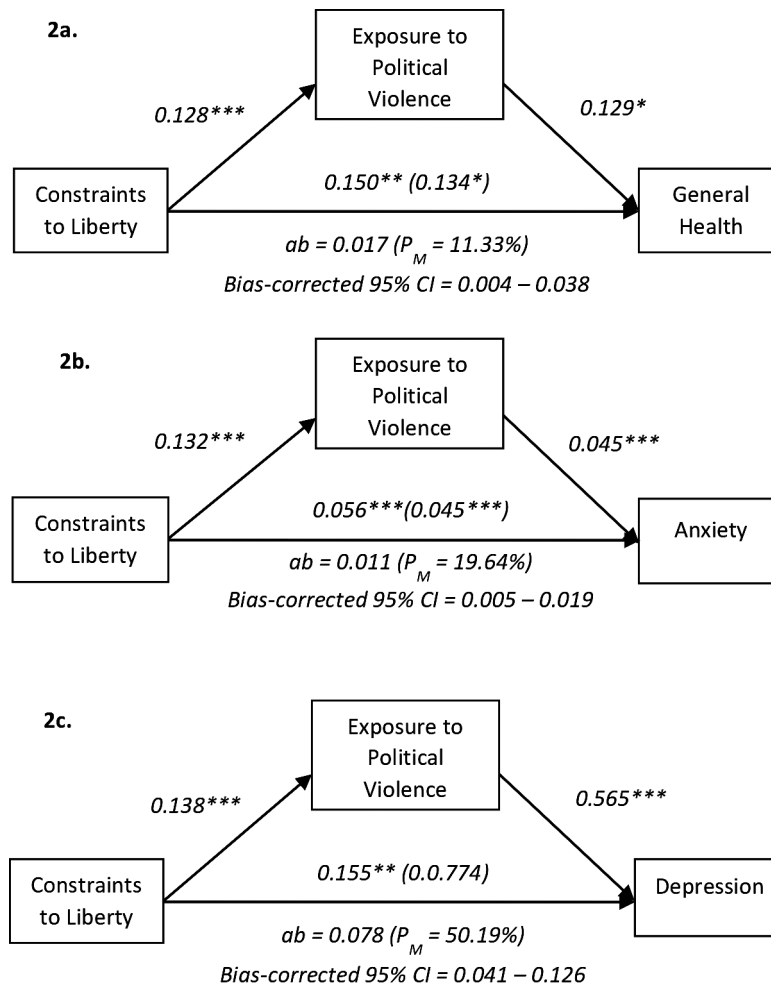 2a.
Exposure to
Political
Violence
0.128***
0.129*
Constraints
to Liberty
0.150** (0.134*)
General
Health
ab = 0.017 (P_M = 11.33%)
Bias-corrected 95% CI = 0.004 – 0.038
2b.
Exposure to
Political
Violence
0.132***
0.045***
Constraints
to Liberty
0.056***(0.045***)
Anxiety
ab = 0.011 (P_M = 19.64%)
Bias-corrected 95% CI = 0.005 – 0.019
2c.
Exposure to
Political
Violence
0.138***
0.565***
Constraints
to Liberty
0.155** (0.0.774)
Depression
ab = 0.078 (P_M = 50.19%)
Bias-corrected 95% CI = 0.041 – 0.126